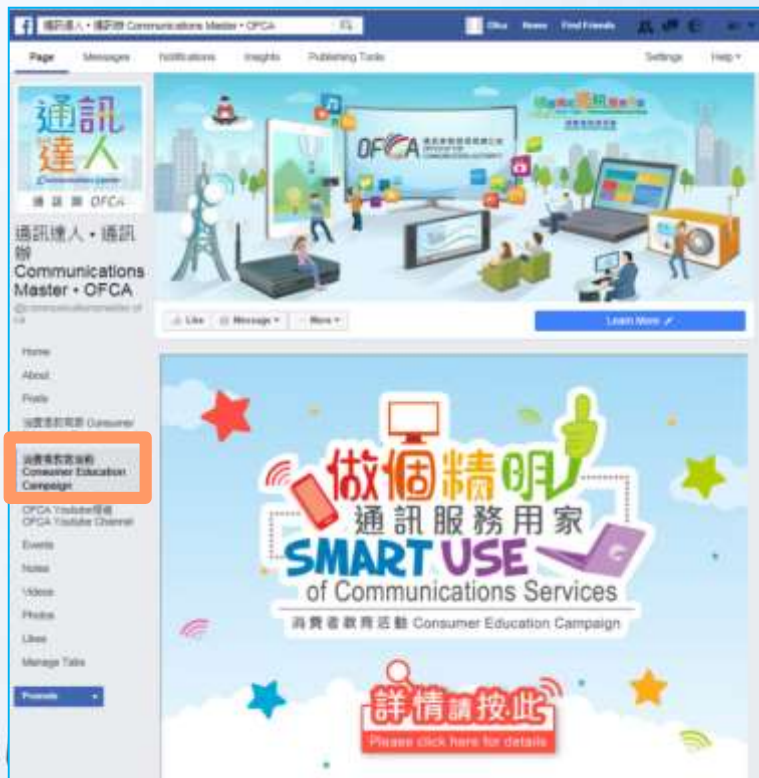 通訊達人・通訊辦 Communications Master • OFCA
Home Find Friends
Page Messages Notifications Insights Publishing Tools Settings Help
通訊
達人
通訊辦 OFCA
OFCA
通訊達人・通訊
辦
Communications
Master • OFCA
Like Message More
Learn More
Home
About
Posts
Consumer
消費者教育活動
Consumer Education
Campaign
OFCA Youtube頻道
OFCA Youtube Channel
Events
Notes
Videos
Photos
Likes
Manage Tabs
Promote
做個精明
通訊服務用家
SMART USE
of Communications Services
消費者教育活動 Consumer Education Campaign
詳情請按此
Please click here for details